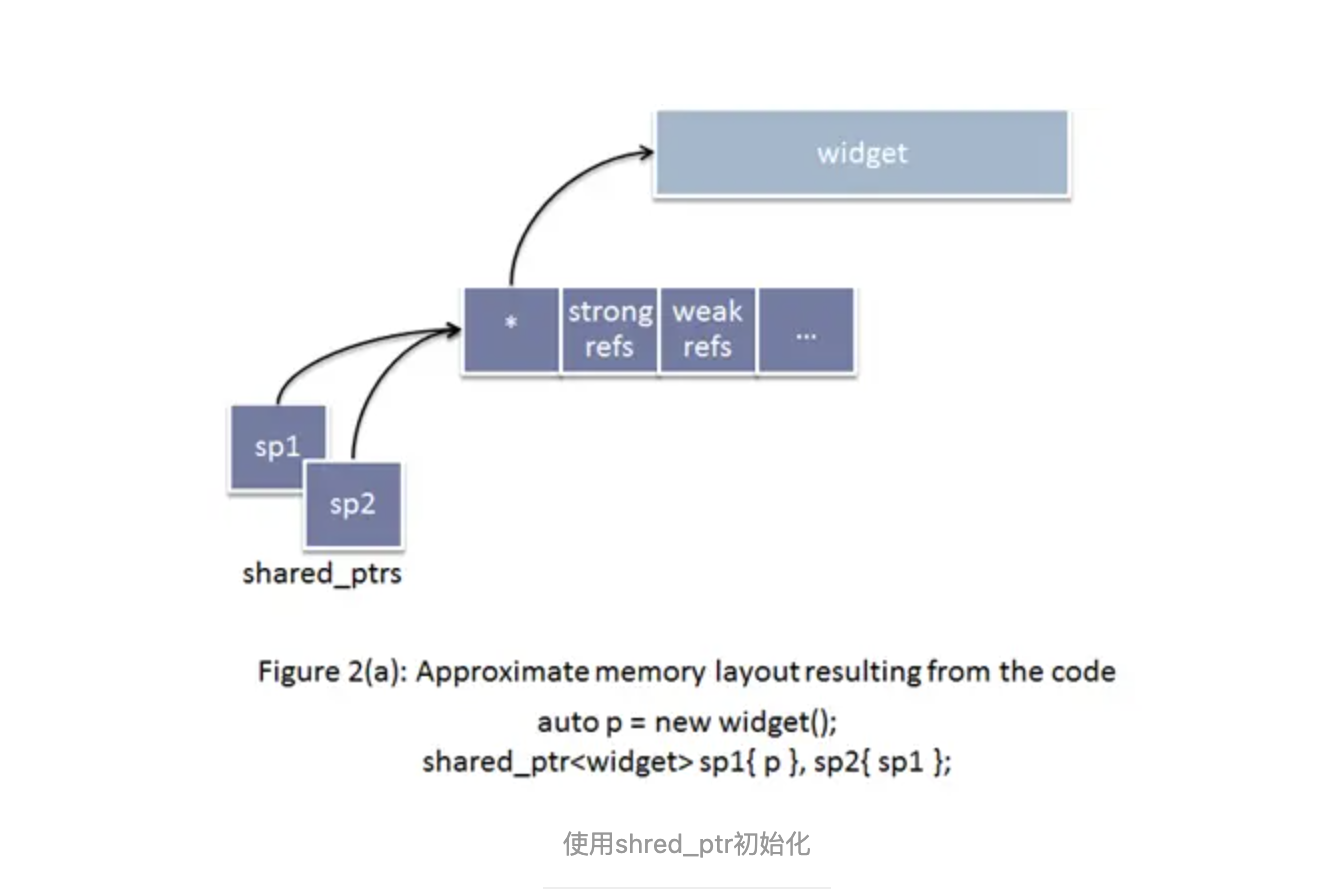 widget
*
strong
refs
weak
refs
...
sp1
sp2
shared_ptrs
Figure 2(a): Approximate memory layout resulting from the code
auto p = new widget();
shared_ptr<widget> sp1{ p }, sp2{ sp1 };
使用shred_ptr初始化